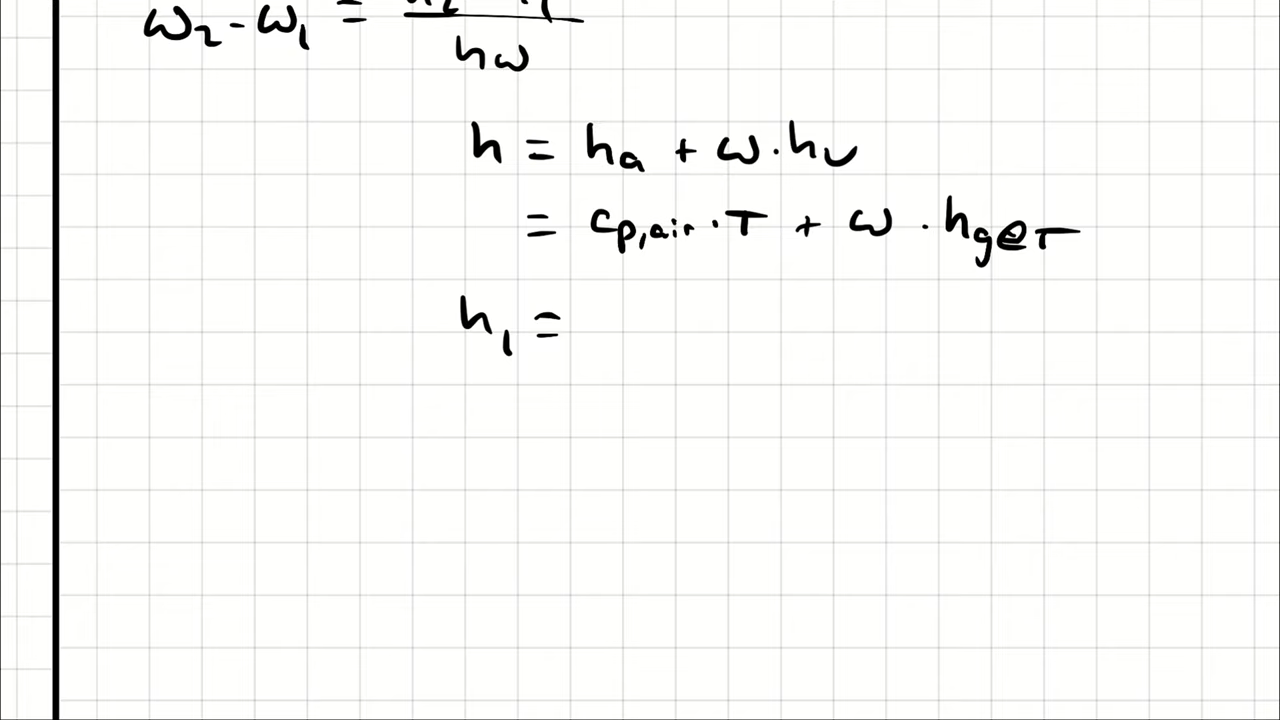 ω₂ - ω₁ =
hω
h = hₐ + ω · hᵥ
= c_p,air · T + ω · h_g@T
h₁ =